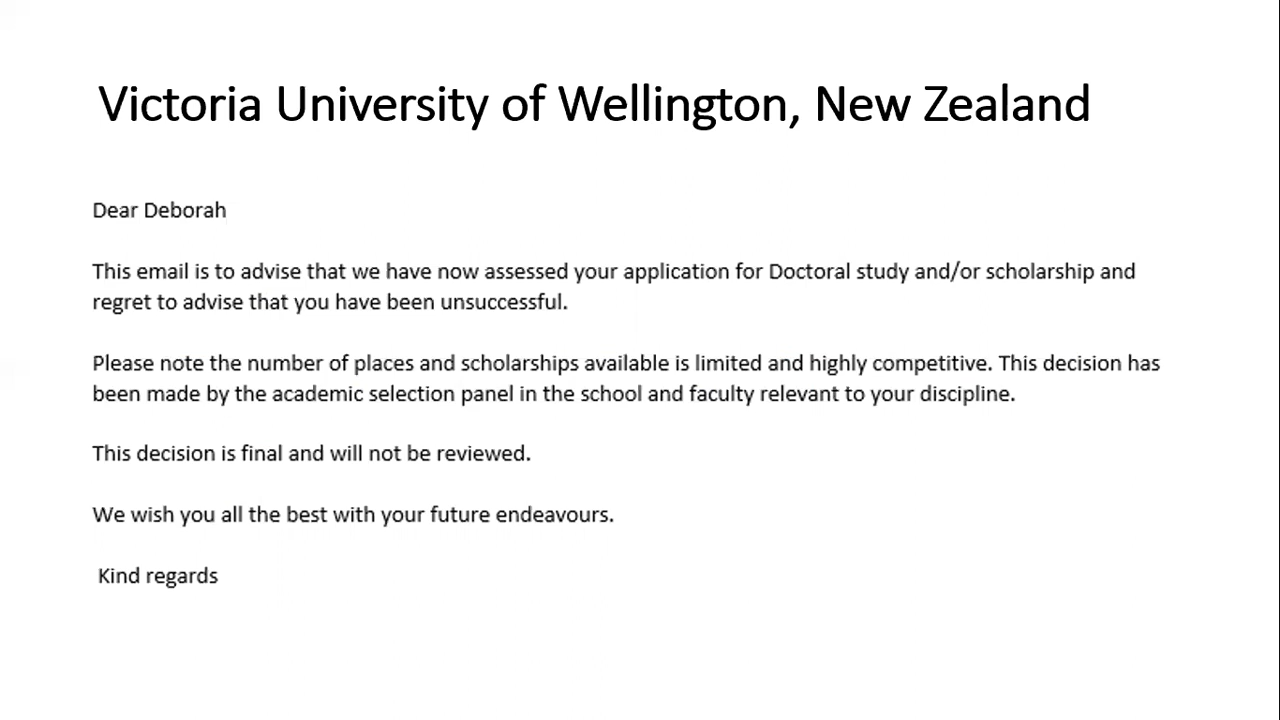 Victoria University of Wellington, New Zealand
Dear Deborah
This email is to advise that we have now assessed your application for Doctoral study and/or scholarship and
regret to advise that you have been unsuccessful.
Please note the number of places and scholarships available is limited and highly competitive. This decision has
been made by the academic selection panel in the school and faculty relevant to your discipline.
This decision is final and will not be reviewed.
We wish you all the best with your future endeavours.
Kind regards